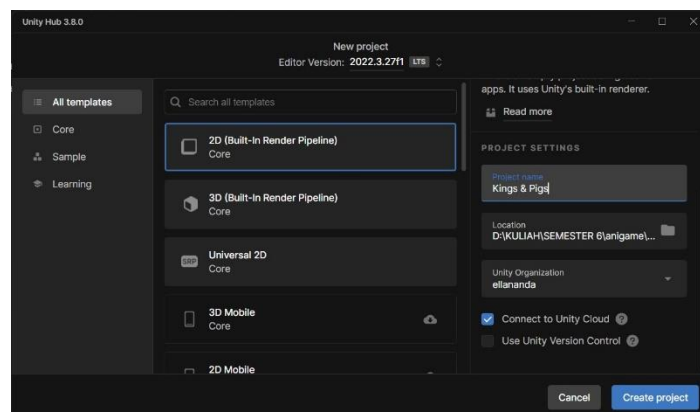 Unity Hub 3.8.0
New project
Editor Version: 2022.3.27f1 LTS
All templates
Core
Sample
Learning
Search all templates
2D (Built-In Render Pipeline)
Core
3D (Built-In Render Pipeline)
Core
SRP
Universal 2D
Core
3D Mobile
Core
2D Mobile
apps. It uses Unity's built-in renderer.
Read more
PROJECT SETTINGS
Project name
Kings & Pigs
Location
D:\KULIAH\SEMESTER 6\anigame\...
Unity Organization
ellananda
Connect to Unity Cloud ?
Use Unity Version Control ?
Cancel
Create project